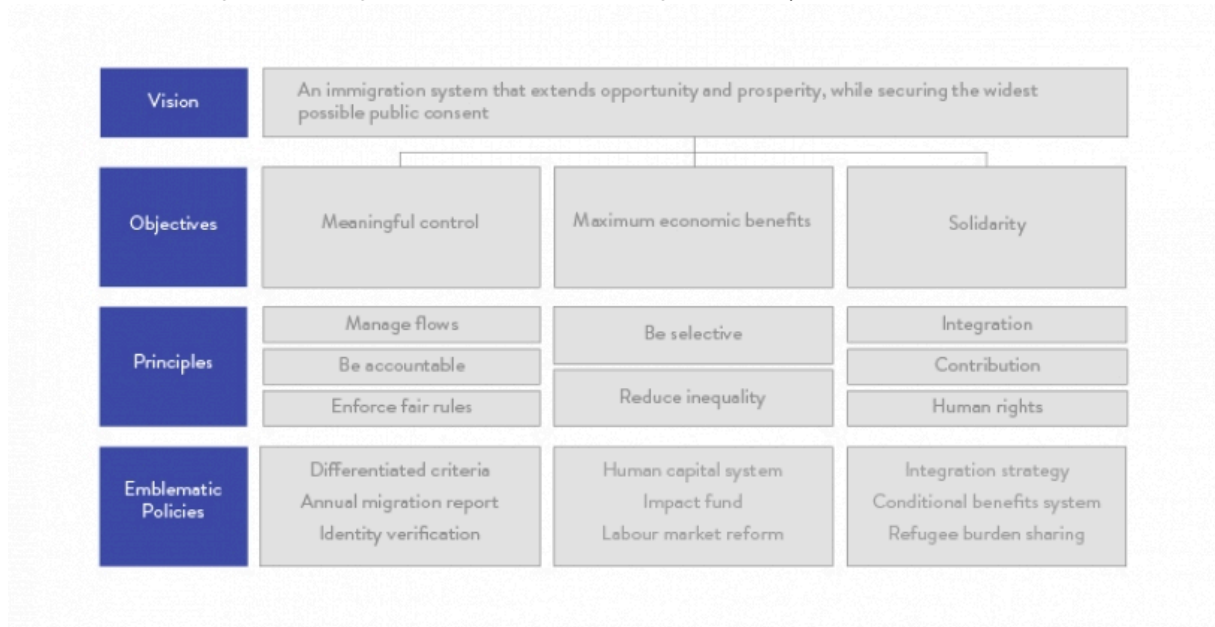 Vision
An immigration system that extends opportunity and prosperity, while securing the widest
possible public consent
Objectives
Meaningful control
Maximum economic benefits
Solidarity
Principles
Manage flows
Be accountable
Enforce fair rules
Be selective
Reduce inequality
Integration
Contribution
Human rights
Emblematic
Policies
Differentiated criteria
Annual migration report
Identity verification
Human capital system
Impact fund
Labour market reform
Integration strategy
Conditional benefits system
Refugee burden sharing